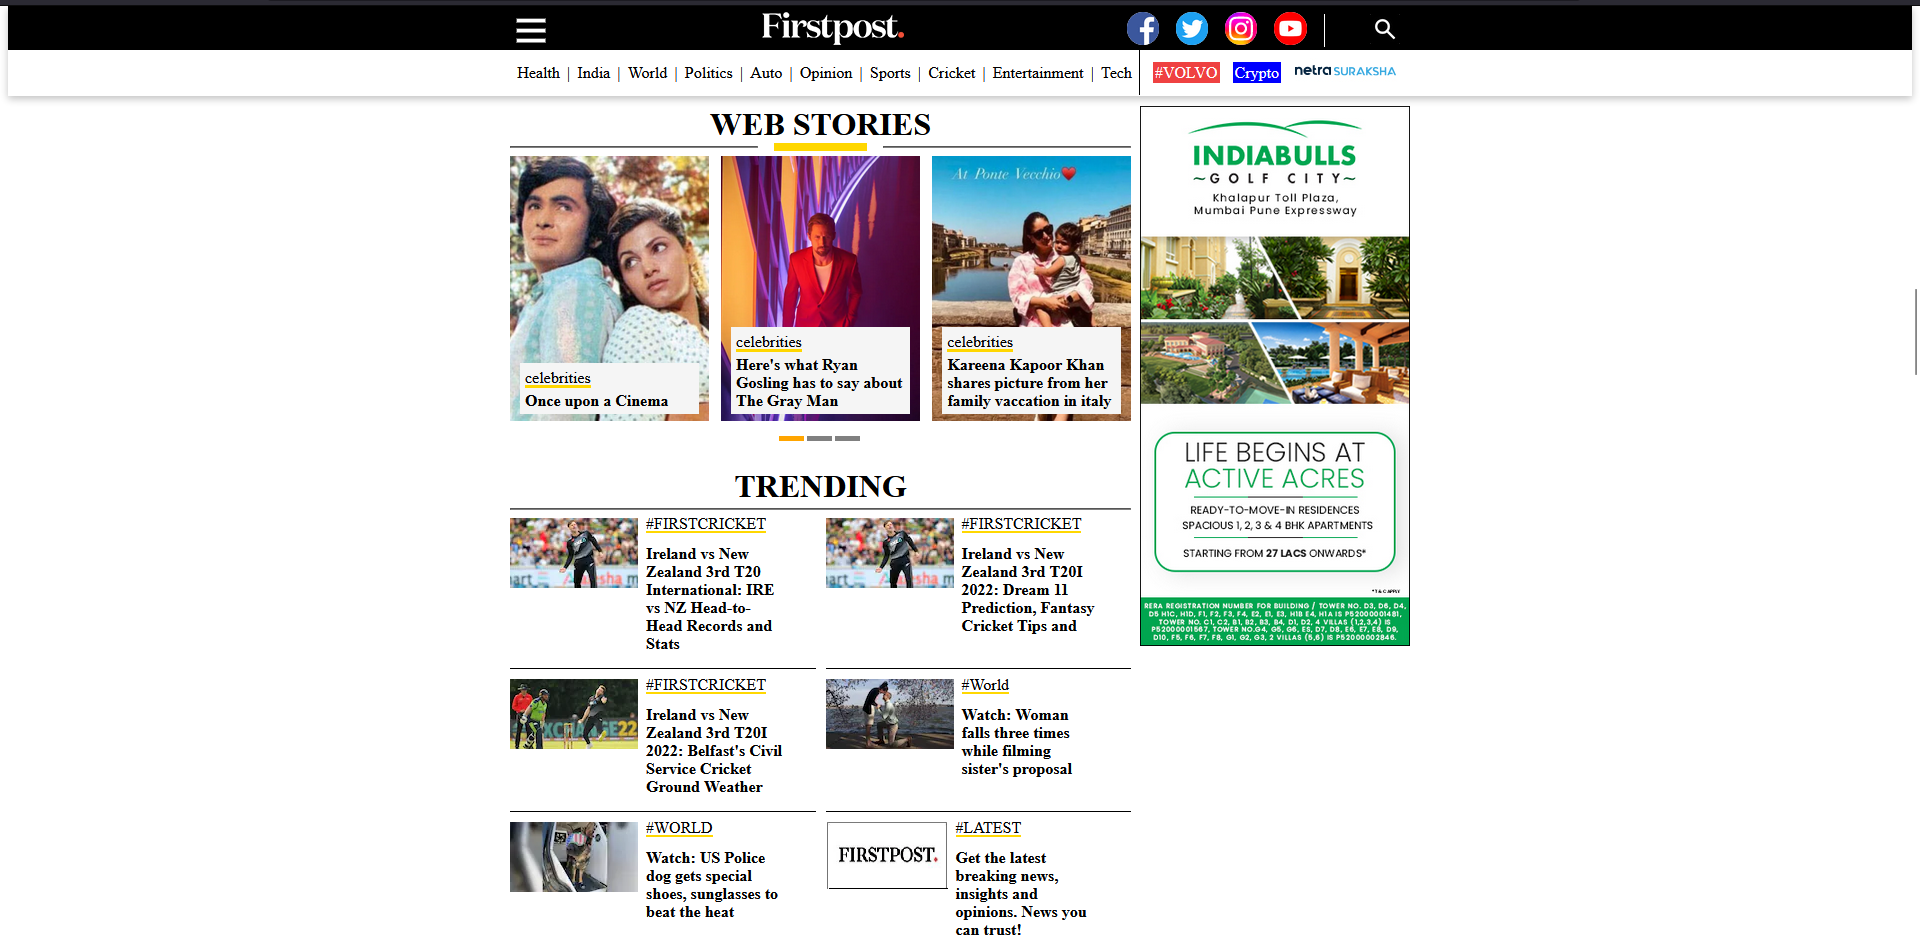 Firstpost.
Health | India | World | Politics | Auto | Opinion | Sports | Cricket | Entertainment | Tech
#VOLVO Crypto netra SURAKSHA
WEB STORIES
celebrities
Once upon a Cinema
celebrities
Here's what Ryan
Gosling has to say about
The Gray Man
At Ponte Vecchio
celebrities
Kareena Kapoor Khan
shares picture from her
family vaccation in italy
TRENDING
#FIRSTCRICKET
Ireland vs New
Zealand 3rd T20
International: IRE
vs NZ Head-to-
Head Records and
Stats
#FIRSTCRICKET
Ireland vs New
Zealand 3rd T20I
2022: Dream 11
Prediction, Fantasy
Cricket Tips and
#FIRSTCRICKET
Ireland vs New
Zealand 3rd T20I
2022: Belfast's Civil
Service Cricket
Ground Weather
#World
Watch: Woman
falls three times
while filming
sister's proposal
#WORLD
Watch: US Police
dog gets special
shoes, sunglasses to
beat the heat
FIRSTPOST.
#LATEST
Get the latest
breaking news,
insights and
opinions. News you
can trust!
INDIABULLS
~GOLF CITY~
Khalapur Toll Plaza,
Mumbai Pune Expressway
LIFE BEGINS AT
ACTIVE ACRES
READY-TO-MOVE-IN RESIDENCES
SPACIOUS 1, 2, 3 & 4 BHK APARTMENTS
STARTING FROM 27 LACS ONWARDS*
*T & C APPLY
RERA REGISTRATION NUMBER FOR BUILDING / TOWER NO. D3, D6, D4,
D5 H1C, H1D, F1, F2, F3, F4, E2, E1, E3, H1B E4, H1A IS P52000001481,
TOWER NO. C1, C2, B1, B2, B3, B4, D1, D2, 4 VILLAS (1,2,3,4) IS
P52000001567, TOWER NO.G4, G5, G6, E5, D7, D8, E6, E7, E8, D9,
D10, F5, F6, F7, F8, G1, G2, G3, 2 VILLAS (5,6) IS P52000002846.